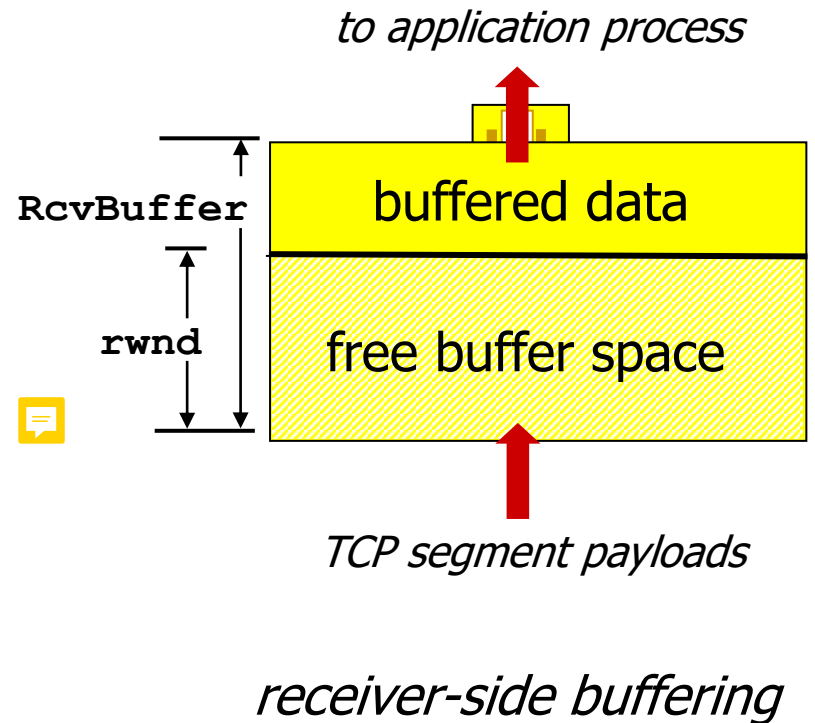 to application process
RcvBuffer
buffered data
rwnd
free buffer space
TCP segment payloads
receiver-side buffering